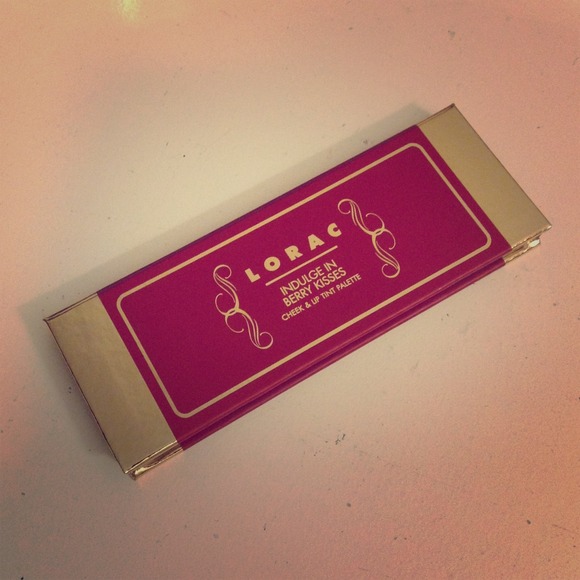 LORAC
INDULGE IN
BERRY KISSES
CHEEK & LIP TINT PALETTE